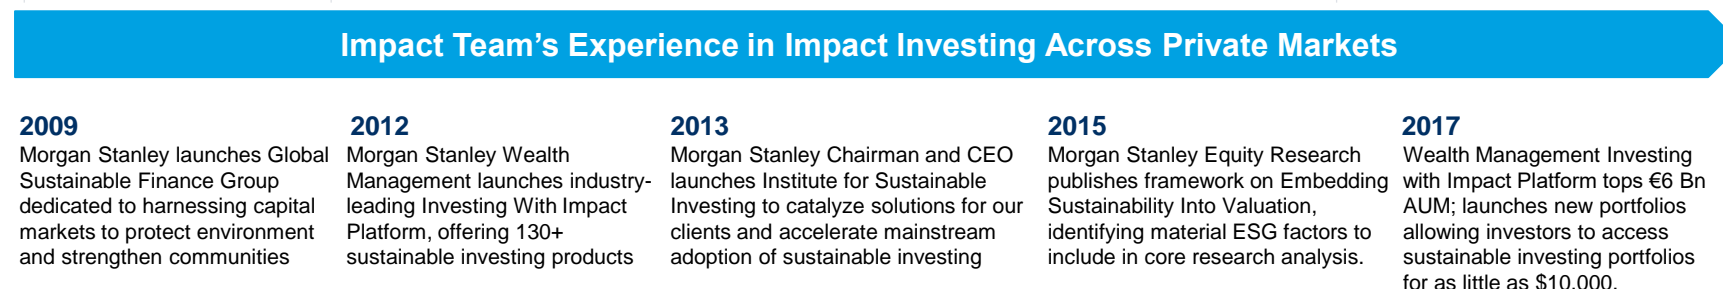 Impact Team's Experience in Impact Investing Across Private Markets
2009
Morgan Stanley launches Global
Sustainable Finance Group
dedicated to harnessing capital
markets to protect environment
and strengthen communities
2012
Morgan Stanley Wealth
Management launches industry-
leading Investing With Impact
Platform, offering 130+
sustainable investing products
2013
Morgan Stanley Chairman and CEO
launches Institute for Sustainable
Investing to catalyze solutions for our
clients and accelerate mainstream
adoption of sustainable investing
2015
Morgan Stanley Equity Research
publishes framework on Embedding
Sustainability Into Valuation,
identifying material ESG factors to
include in core research analysis.
2017
Wealth Management Investing
with Impact Platform tops €6 Bn
AUM; launches new portfolios
allowing investors to access
sustainable investing portfolios
for as little as $10,000.